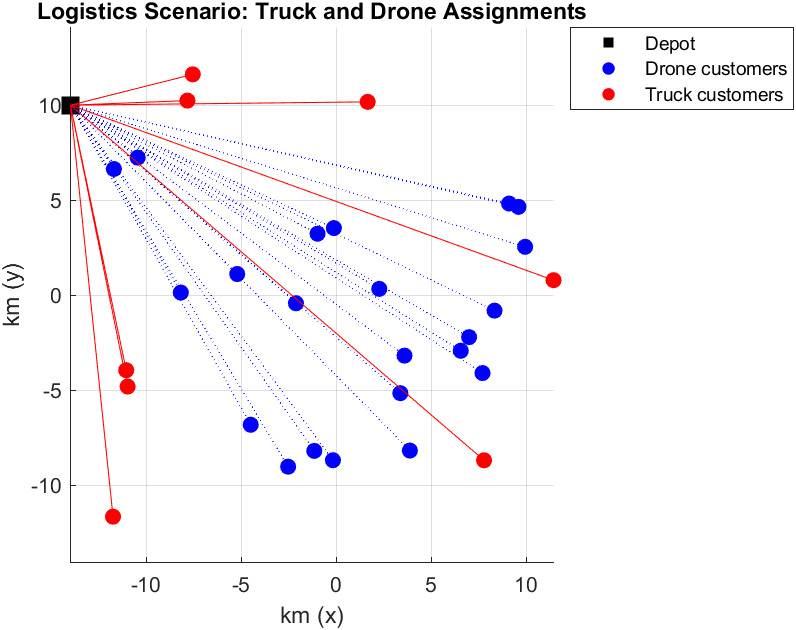 Logistics Scenario: Truck and Drone Assignments
Depot
Drone customers
Truck customers
10
5
0
-5
-10
km (y)
-10
-5
0
5
10
km (x)